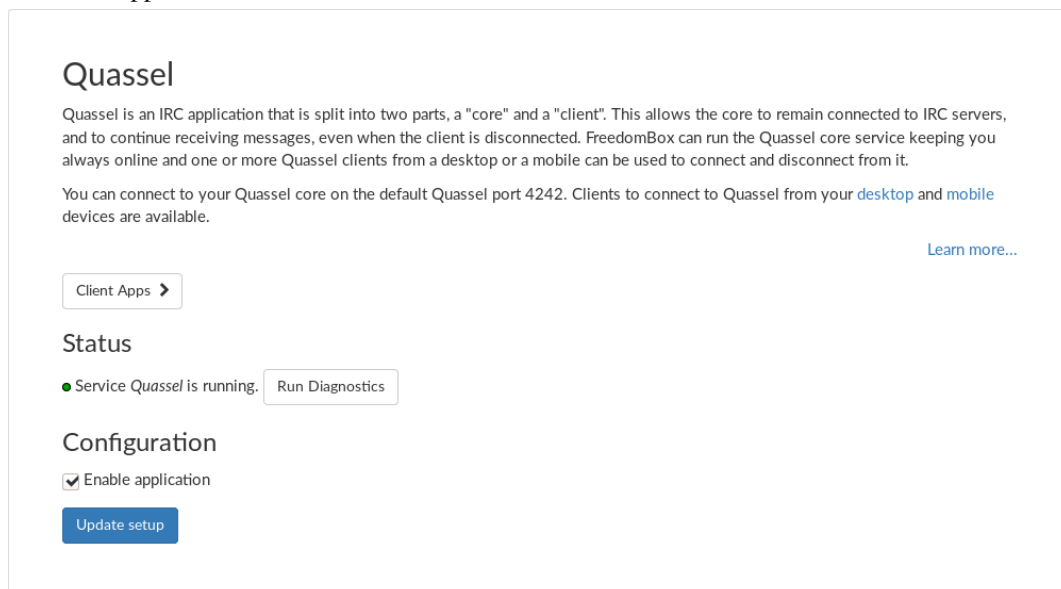 Quassel
Quassel is an IRC application that is split into two parts, a "core" and a "client". This allows the core to remain connected to IRC servers,
and to continue receiving messages, even when the client is disconnected. FreedomBox can run the Quassel core service keeping you
always online and one or more Quassel clients from a desktop or a mobile can be used to connect and disconnect from it.
You can connect to your Quassel core on the default Quassel port 4242. Clients to connect to Quassel from your desktop and mobile
devices are available.
Learn more...
Client Apps
Status
Service Quassel is running. Run Diagnostics
Configuration
Enable application
Update setup